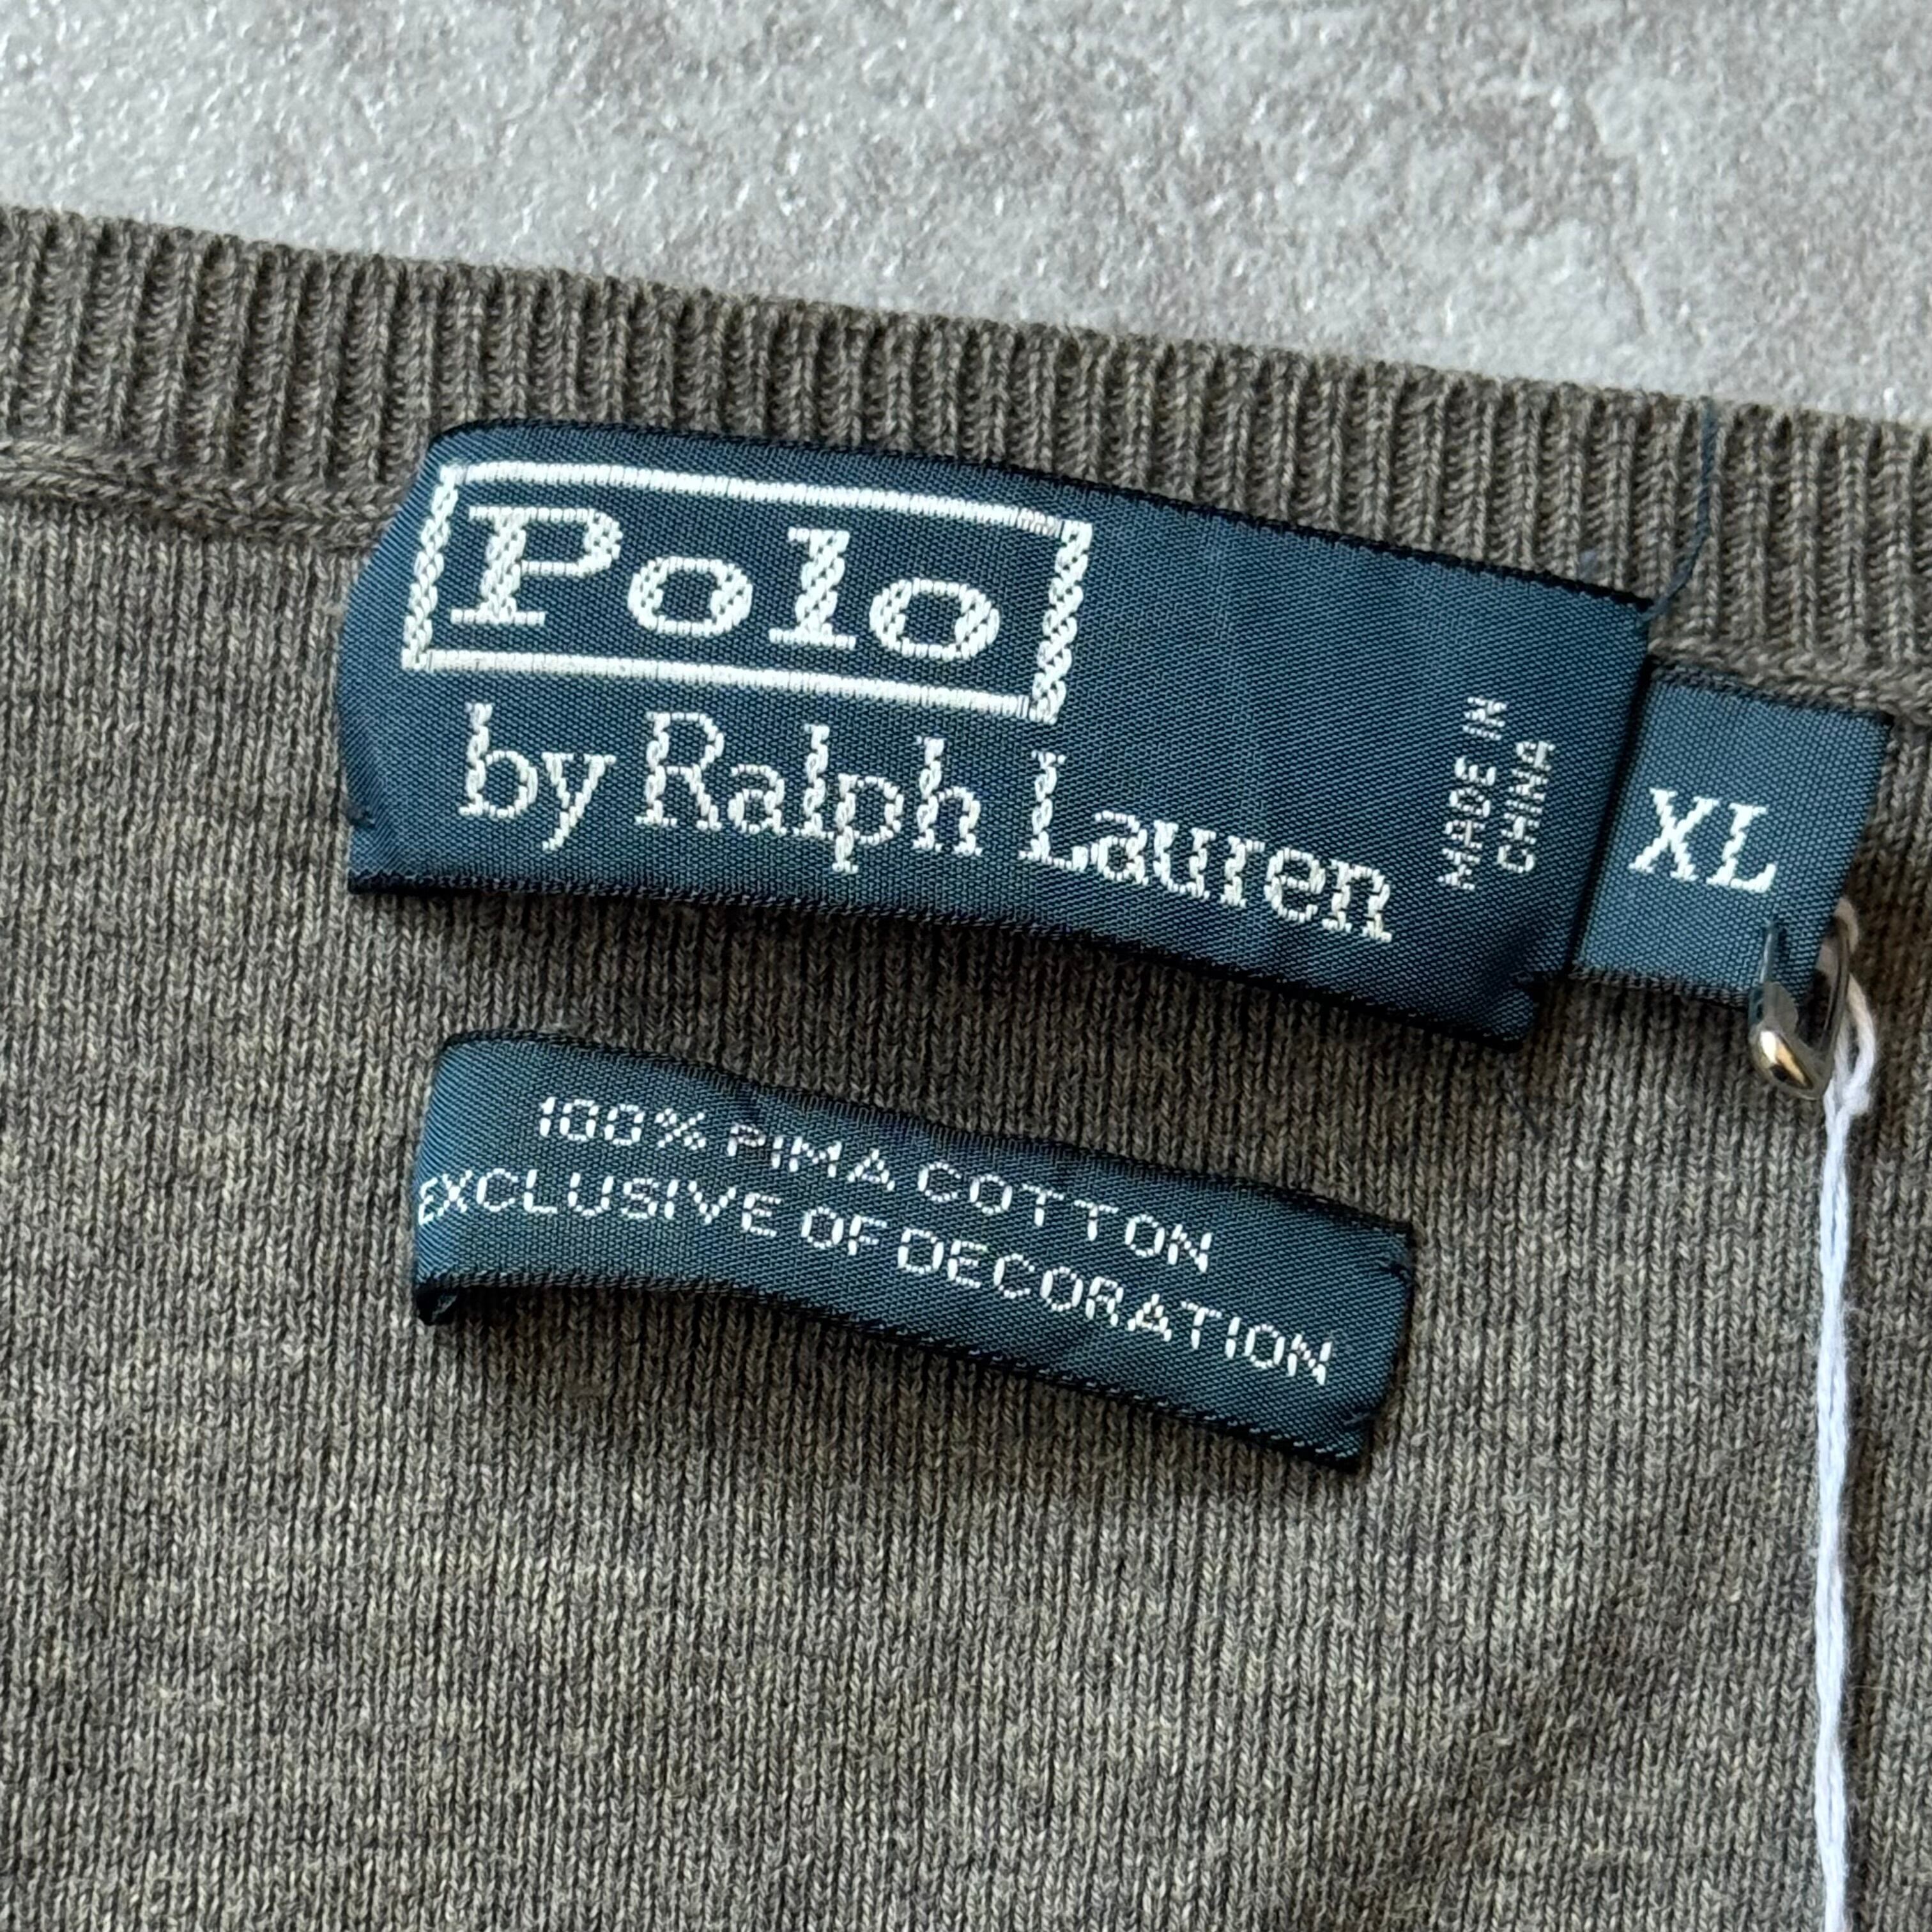 Polo
by Ralph Lauren
MADE IN
CHINA
XL
100% PIMA COTTON
EXCLUSIVE OF DECORATION